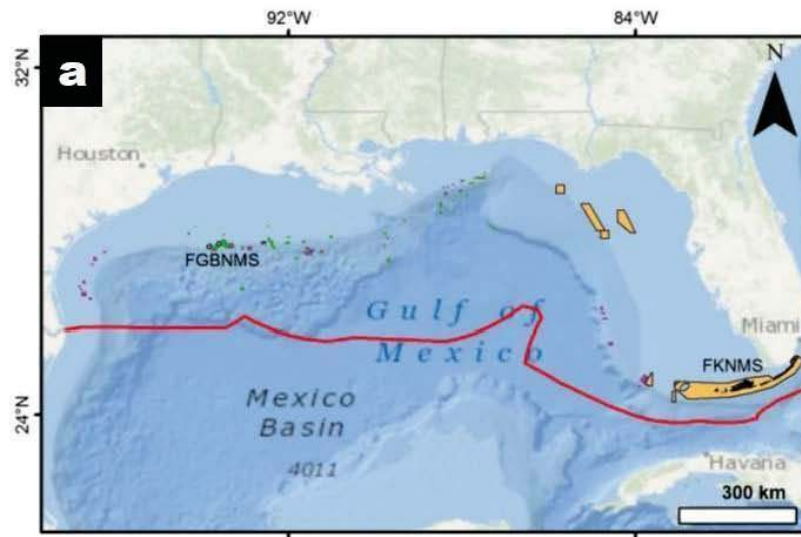 92°W 84°W
32°N
a
N
Houston
FGBNMS
Gulf of
Mexico
Miami
FKNMS
24°N
Mexico
Basin
4011
Havana
300 km